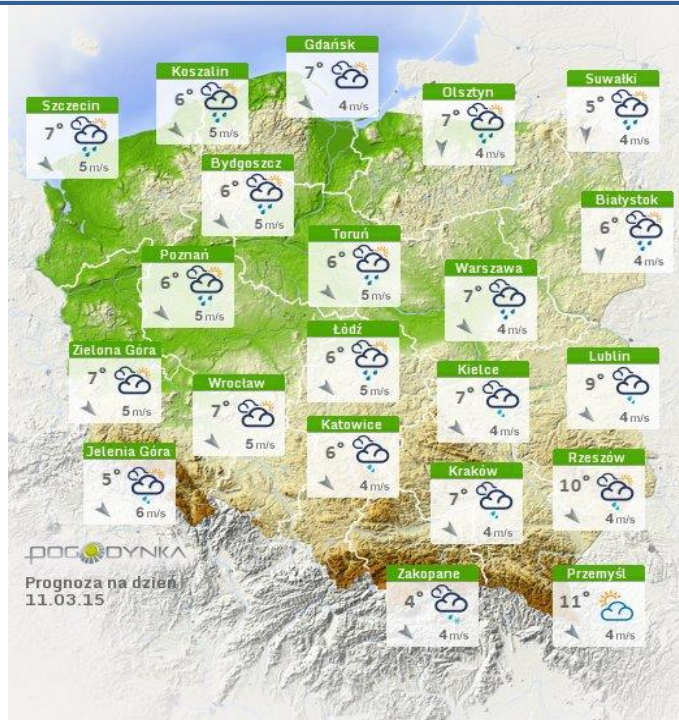 Gdańsk
7°
4 m/s
Koszalin
6°
5 m/s
Szczecin
7°
5 m/s
Olsztyn
7°
4 m/s
Suwałki
5°
4 m/s
Bydgoszcz
6°
5 m/s
Białystok
6°
4 m/s
Toruń
6°
5 m/s
Poznań
6°
5 m/s
Warszawa
7°
4 m/s
Łódź
6°
5 m/s
Zielona Góra
7°
5 m/s
Wrocław
7°
5 m/s
Kielce
7°
4 m/s
Lublin
9°
4 m/s
Katowice
6°
4 m/s
Jelenia Góra
5°
6 m/s
Kraków
7°
4 m/s
Rzeszów
10°
4 m/s
POGODYNKA
Prognoza na dzień
11.03.15
Zakopane
4°
4 m/s
Przemyśl
11°
4 m/s